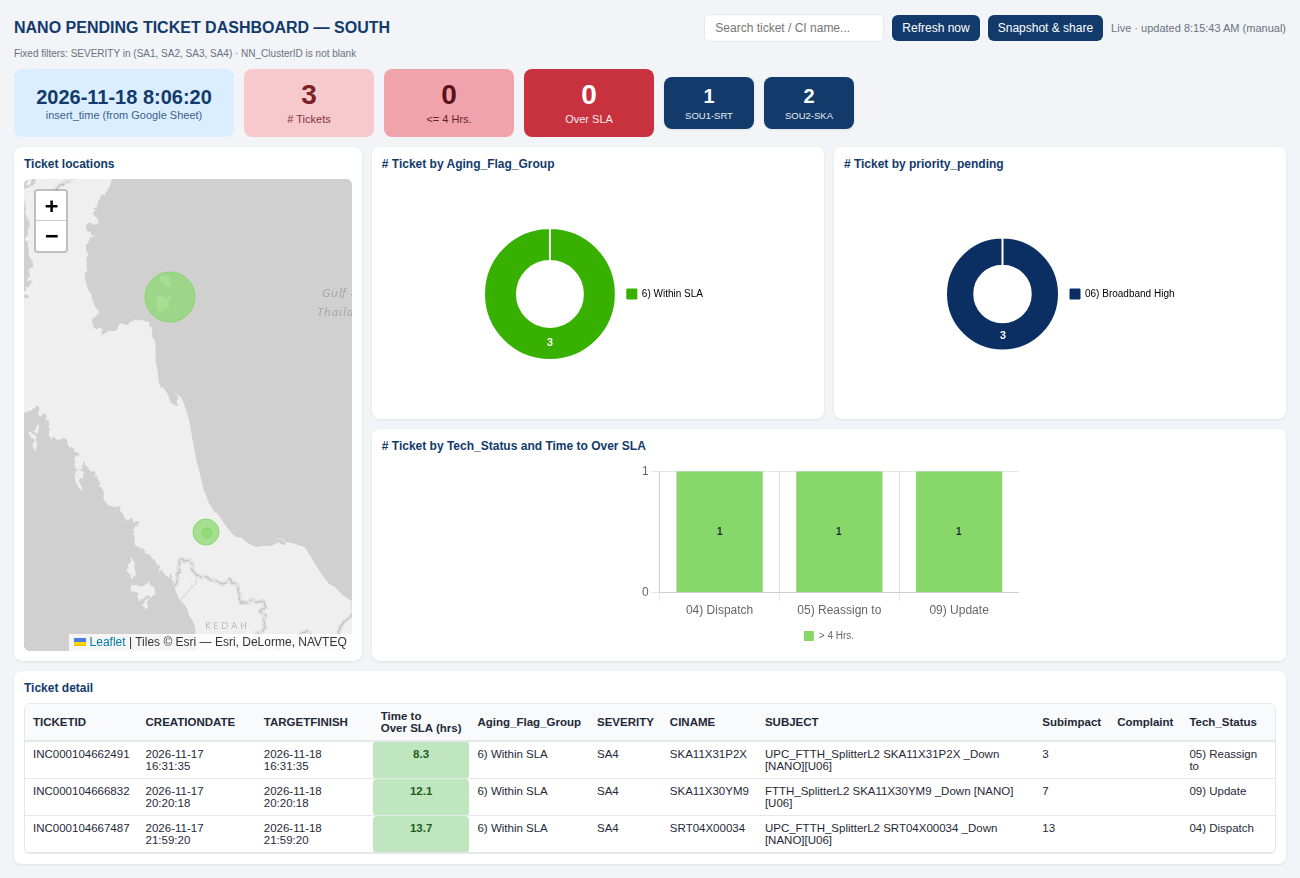 NANO PENDING TICKET DASHBOARD — SOUTH
Search ticket / CI name...
Refresh now
Snapshot & share
Live · updated 8:15:43 AM (manual)
Fixed filters: SEVERITY in (SA1, SA2, SA3, SA4) · NN_ClusterID is not blank
2026-11-18 8:06:20
insert_time (from Google Sheet)
3
# Tickets
0
<= 4 Hrs.
0
Over SLA
1
SOU1-SRT
2
SOU2-SKA
Ticket locations
+
−
Gulf
Thaila
KEDAH
Leaflet | Tiles © Esri — Esri, DeLorme, NAVTEQ
# Ticket by Aging_Flag_Group
3
6) Within SLA
# Ticket by priority_pending
3
06) Broadband High
# Ticket by Tech_Status and Time to Over SLA
1
0
1
1
1
04) Dispatch
05) Reassign to
09) Update
> 4 Hrs.
Ticket detail
TICKETID CREATIONDATE TARGETFINISH Time to Over SLA (hrs) Aging_Flag_Group SEVERITY CINAME SUBJECT Subimpact Complaint Tech_Status
INC000104662491 2026-11-17 16:31:35 2026-11-18 16:31:35 8.3 6) Within SLA SA4 SKA11X31P2X UPC_FTTH_SplitterL2 SKA11X31P2X _Down [NANO][U06] 3 05) Reassign to
INC000104666832 2026-11-17 20:20:18 2026-11-18 20:20:18 12.1 6) Within SLA SA4 SKA11X30YM9 FTTH_SplitterL2 SKA11X30YM9 _Down [NANO][U06] 7 09) Update
INC000104667487 2026-11-17 21:59:20 2026-11-18 21:59:20 13.7 6) Within SLA SA4 SRT04X00034 UPC_FTTH_SplitterL2 SRT04X00034 _Down [NANO][U06] 13 04) Dispatch